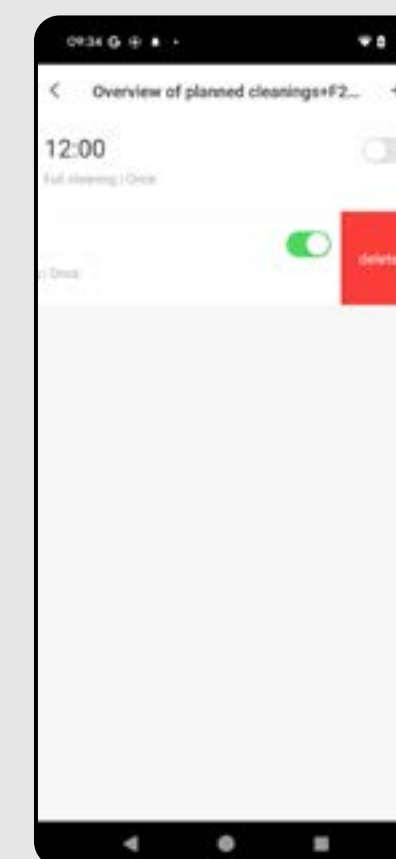 09:34 G
Overview of planned cleanings+F2...
12:00
Full cleaning | Once
delete
| Once